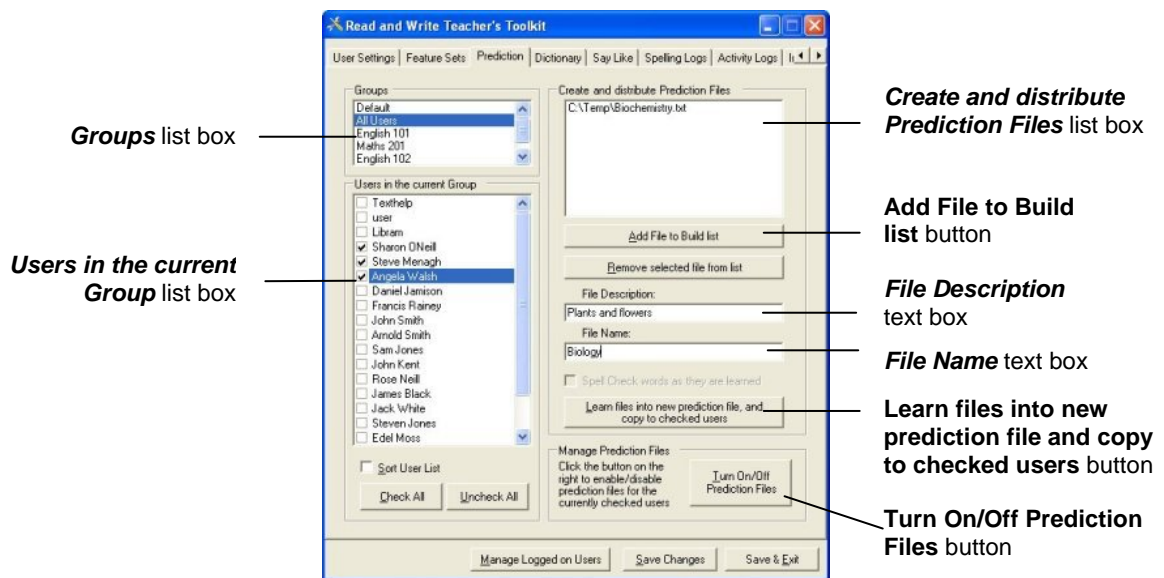 Read and Write Teacher's Toolkit
User Settings Feature Sets Prediction Dictionary Say Like Spelling Logs Activity Logs
Groups
Default
All Users
English 101
Maths 201
English 102
Users in the current Group
Texthelp
user
Libram
Sharon ONeill
Steve Menagh
Angela Walsh
Daniel Jamison
Francis Rainey
John Smith
Arnold Smith
Sam Jones
John Kent
Rose Neill
James Black
Jack White
Steven Jones
Edel Moss
Sort User List
Check All Uncheck All
Create and distribute Prediction Files
C:\Temp\Biochemistry.txt
Add File to Build list
Remove selected file from list
File Description:
Plants and flowers
File Name:
Biology
Spell Check words as they are learned
Learn files into new prediction file, and
copy to checked users
Manage Prediction Files
Click the button on the
right to enable/disable
prediction files for the
currently checked users
Turn On/Off
Prediction Files
Manage Logged on Users Save Changes Save & Exit
Groups list box
Users in the current
Group list box
Create and distribute
Prediction Files list box
Add File to Build
list button
File Description
text box
File Name text box
Learn files into new
prediction file and copy
to checked users button
Turn On/Off Prediction
Files button